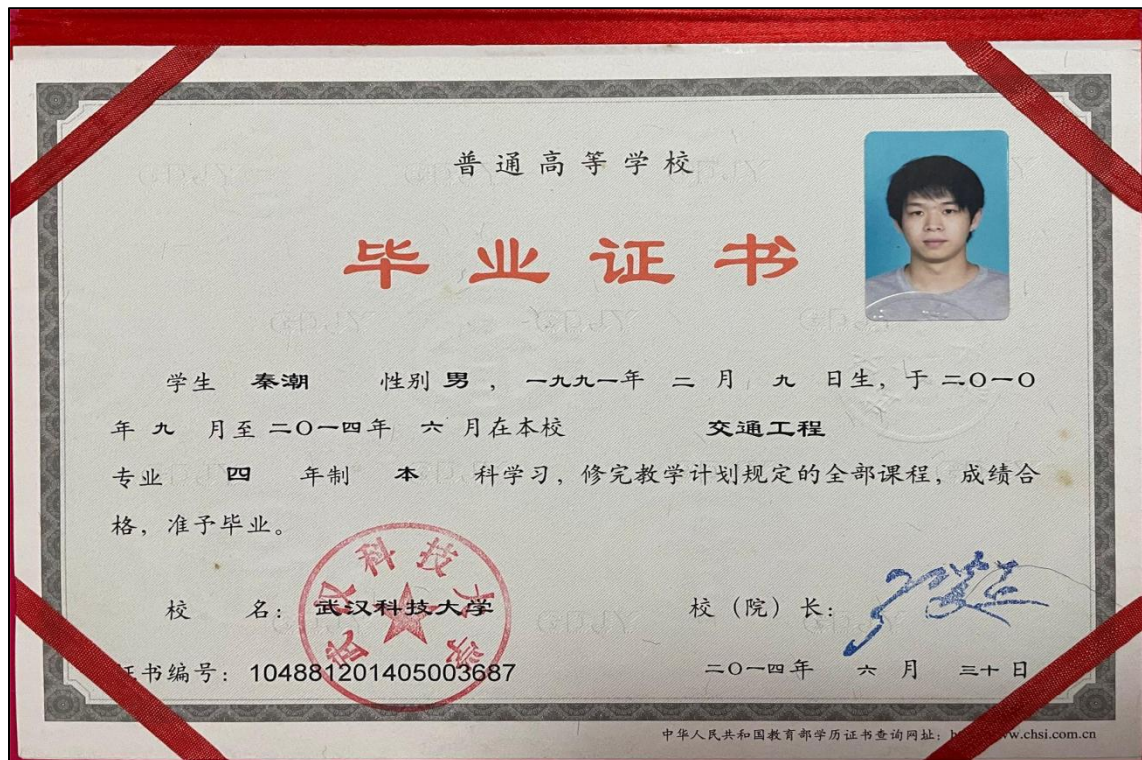 普通高等学校
毕业证书
学生 秦潮 性别 男 ，一九九一年 二 月 九 日生，于 二〇一〇
年 九 月至 二〇一四年 六 月在本校 交通工程
专业 四 年制 本 科学习，修完教学计划规定的全部课程，成绩合
格，准予毕业。
校 名：武汉科技大学
武汉科技大学
校（院）长：
书编号：104881201405003687
二〇一四年 六 月 三十 日
中华人民共和国教育部学历证书查询网址：w.chsi.com.cn